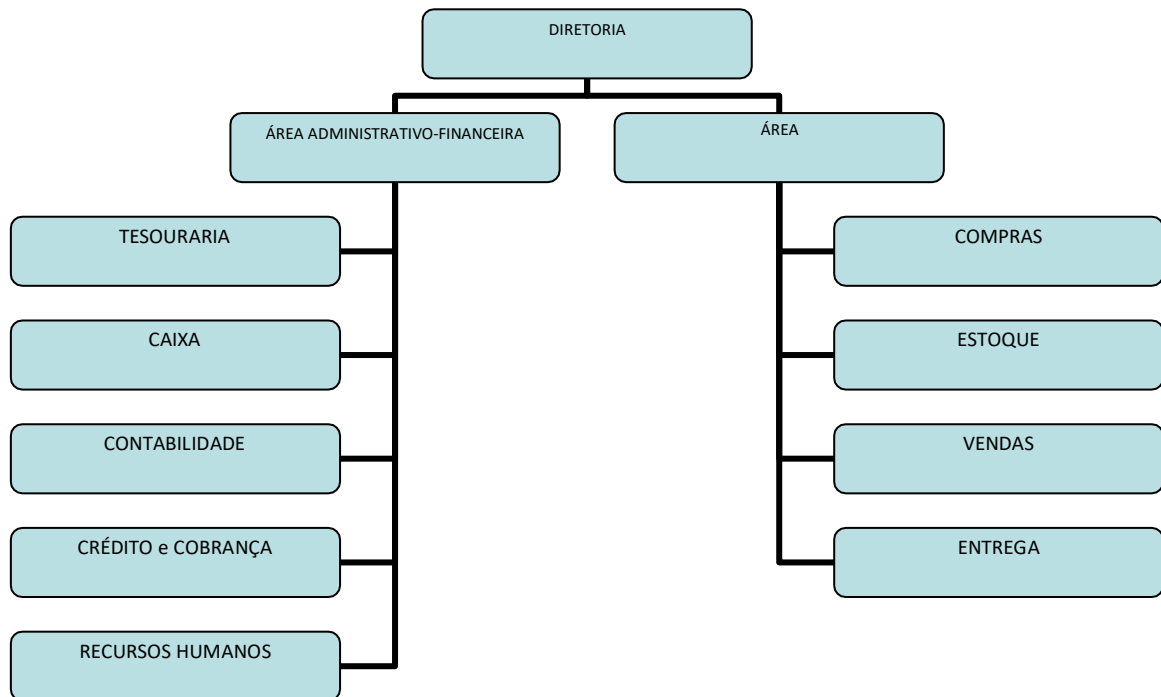 DIRETORIA
ÁREA ADMINISTRATIVO-FINANCEIRA
ÁREA
TESOURARIA
CAIXA
CONTABILIDADE
CRÉDITO e COBRANÇA
RECURSOS HUMANOS
COMPRAS
ESTOQUE
VENDAS
ENTREGA